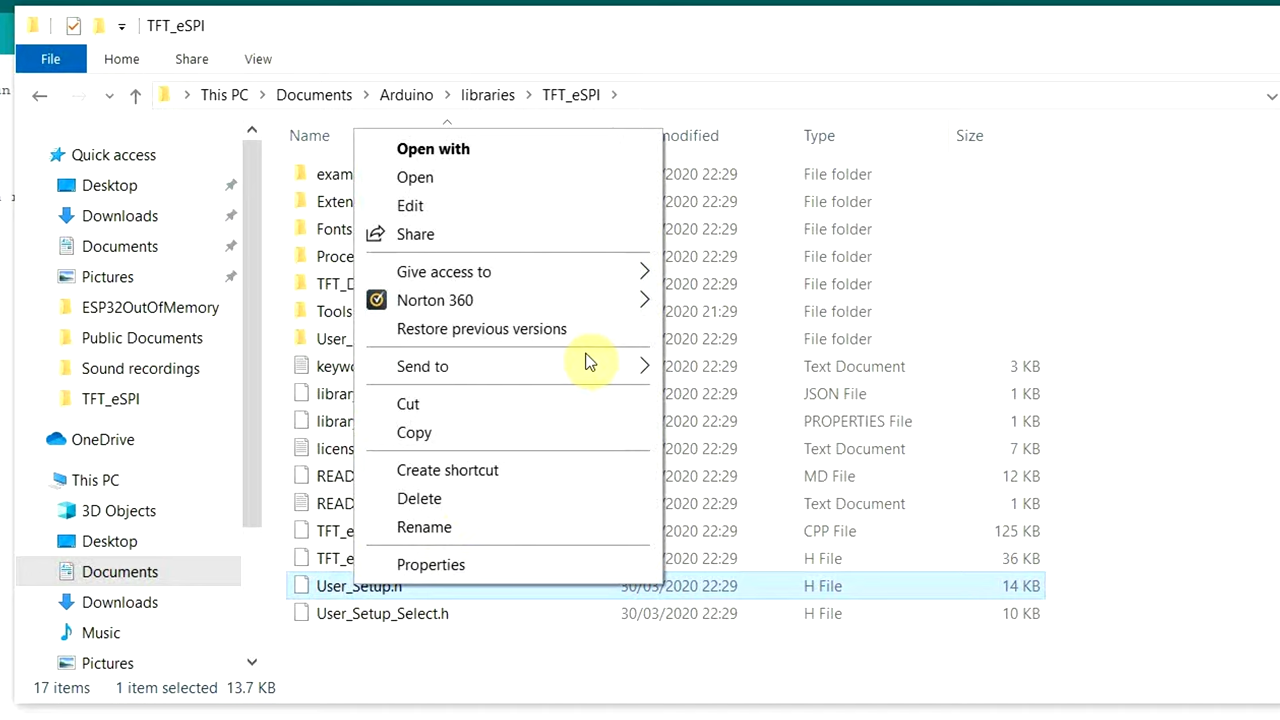 TFT_eSPI
File Home Share View
This PC Documents Arduino libraries TFT_eSPI
Quick access
Desktop
Downloads
Documents
Pictures
ESP32OutOfMemory
Public Documents
Sound recordings
TFT_eSPI
OneDrive
This PC
3D Objects
Desktop
Documents
Downloads
Music
Pictures
Name modified Type Size
exam 2020 22:29 File folder
Exten 2020 22:29 File folder
Fonts 2020 22:29 File folder
Proce 2020 22:29 File folder
TFT_D 2020 22:29 File folder
Tools 2020 21:29 File folder
User_ 2020 22:29 File folder
keywo 2020 22:29 Text Document 3 KB
librar 2020 22:29 JSON File 1 KB
librar 2020 22:29 PROPERTIES File 1 KB
licens 2020 22:29 Text Document 7 KB
READ 2020 22:29 MD File 12 KB
READ 2020 22:29 Text Document 1 KB
TFT_e 2020 22:29 CPP File 125 KB
TFT_e 2020 22:29 H File 36 KB
User_Setup.h 30/03/2020 22:29 H File 14 KB
User_Setup_Select.h 30/03/2020 22:29 H File 10 KB
Open with
Open
Edit
Share
Give access to
Norton 360
Restore previous versions
Send to
Cut
Copy
Create shortcut
Delete
Rename
Properties
17 items 1 item selected 13.7 KB